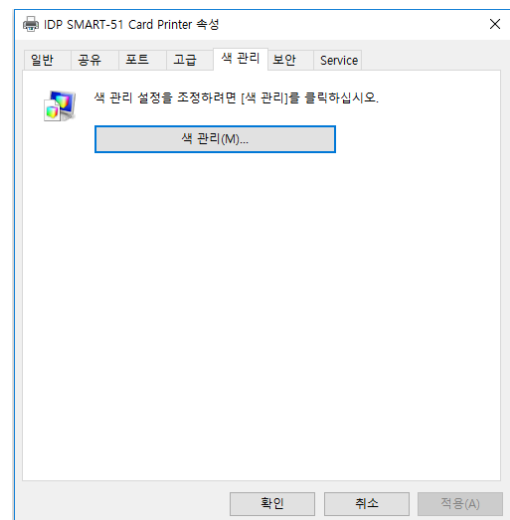 IDP SMART-51 Card Printer 속성
일반 공유 포트 고급 색 관리 보안 Service
색 관리 설정을 조정하려면 [색 관리]를 클릭하십시오.
색 관리(M)...
확인 취소 적용(A)